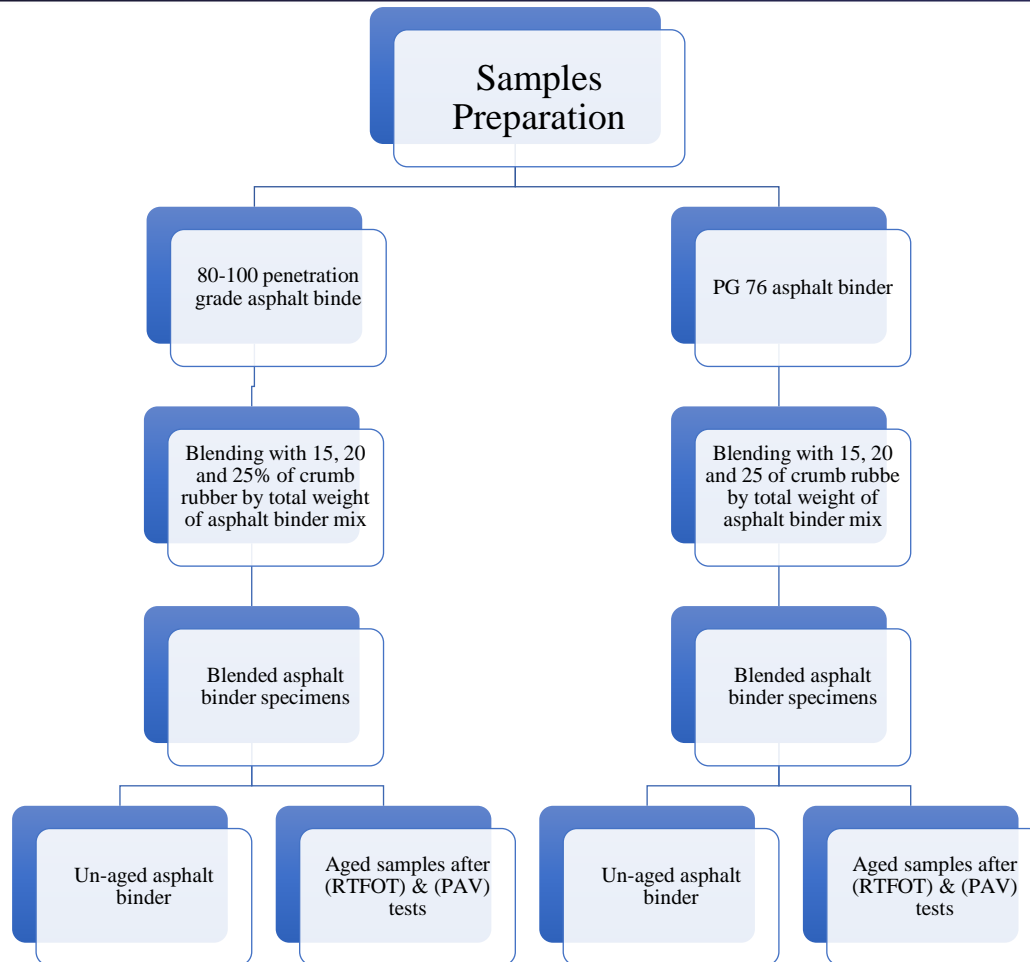 Samples
Preparation
80-100 penetration
grade asphalt binde
PG 76 asphalt binder
Blending with 15, 20
and 25% of crumb
rubber by total weight
of asphalt binder mix
Blending with 15, 20
and 25 of crumb rubbe
by total weight of
asphalt binder mix
Blended asphalt
binder specimens
Blended asphalt
binder specimens
Un-aged asphalt
binder
Aged samples after
(RTFOT) & (PAV)
tests
Un-aged asphalt
binder
Aged samples after
(RTFOT) & (PAV)
tests